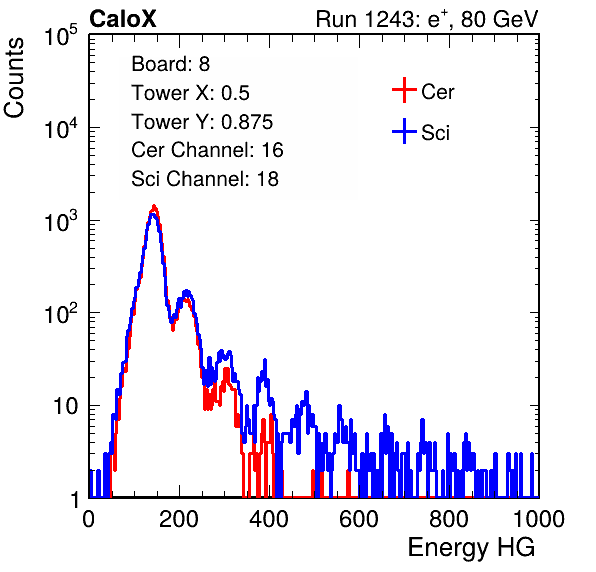 CaloX Run 1243: e⁺, 80 GeV
Counts
10⁵
10⁴
10³
10²
10
1
Board: 8
Tower X: 0.5
Tower Y: 0.875
Cer Channel: 16
Sci Channel: 18
Cer
Sci
0 200 400 600 800 1000
Energy HG